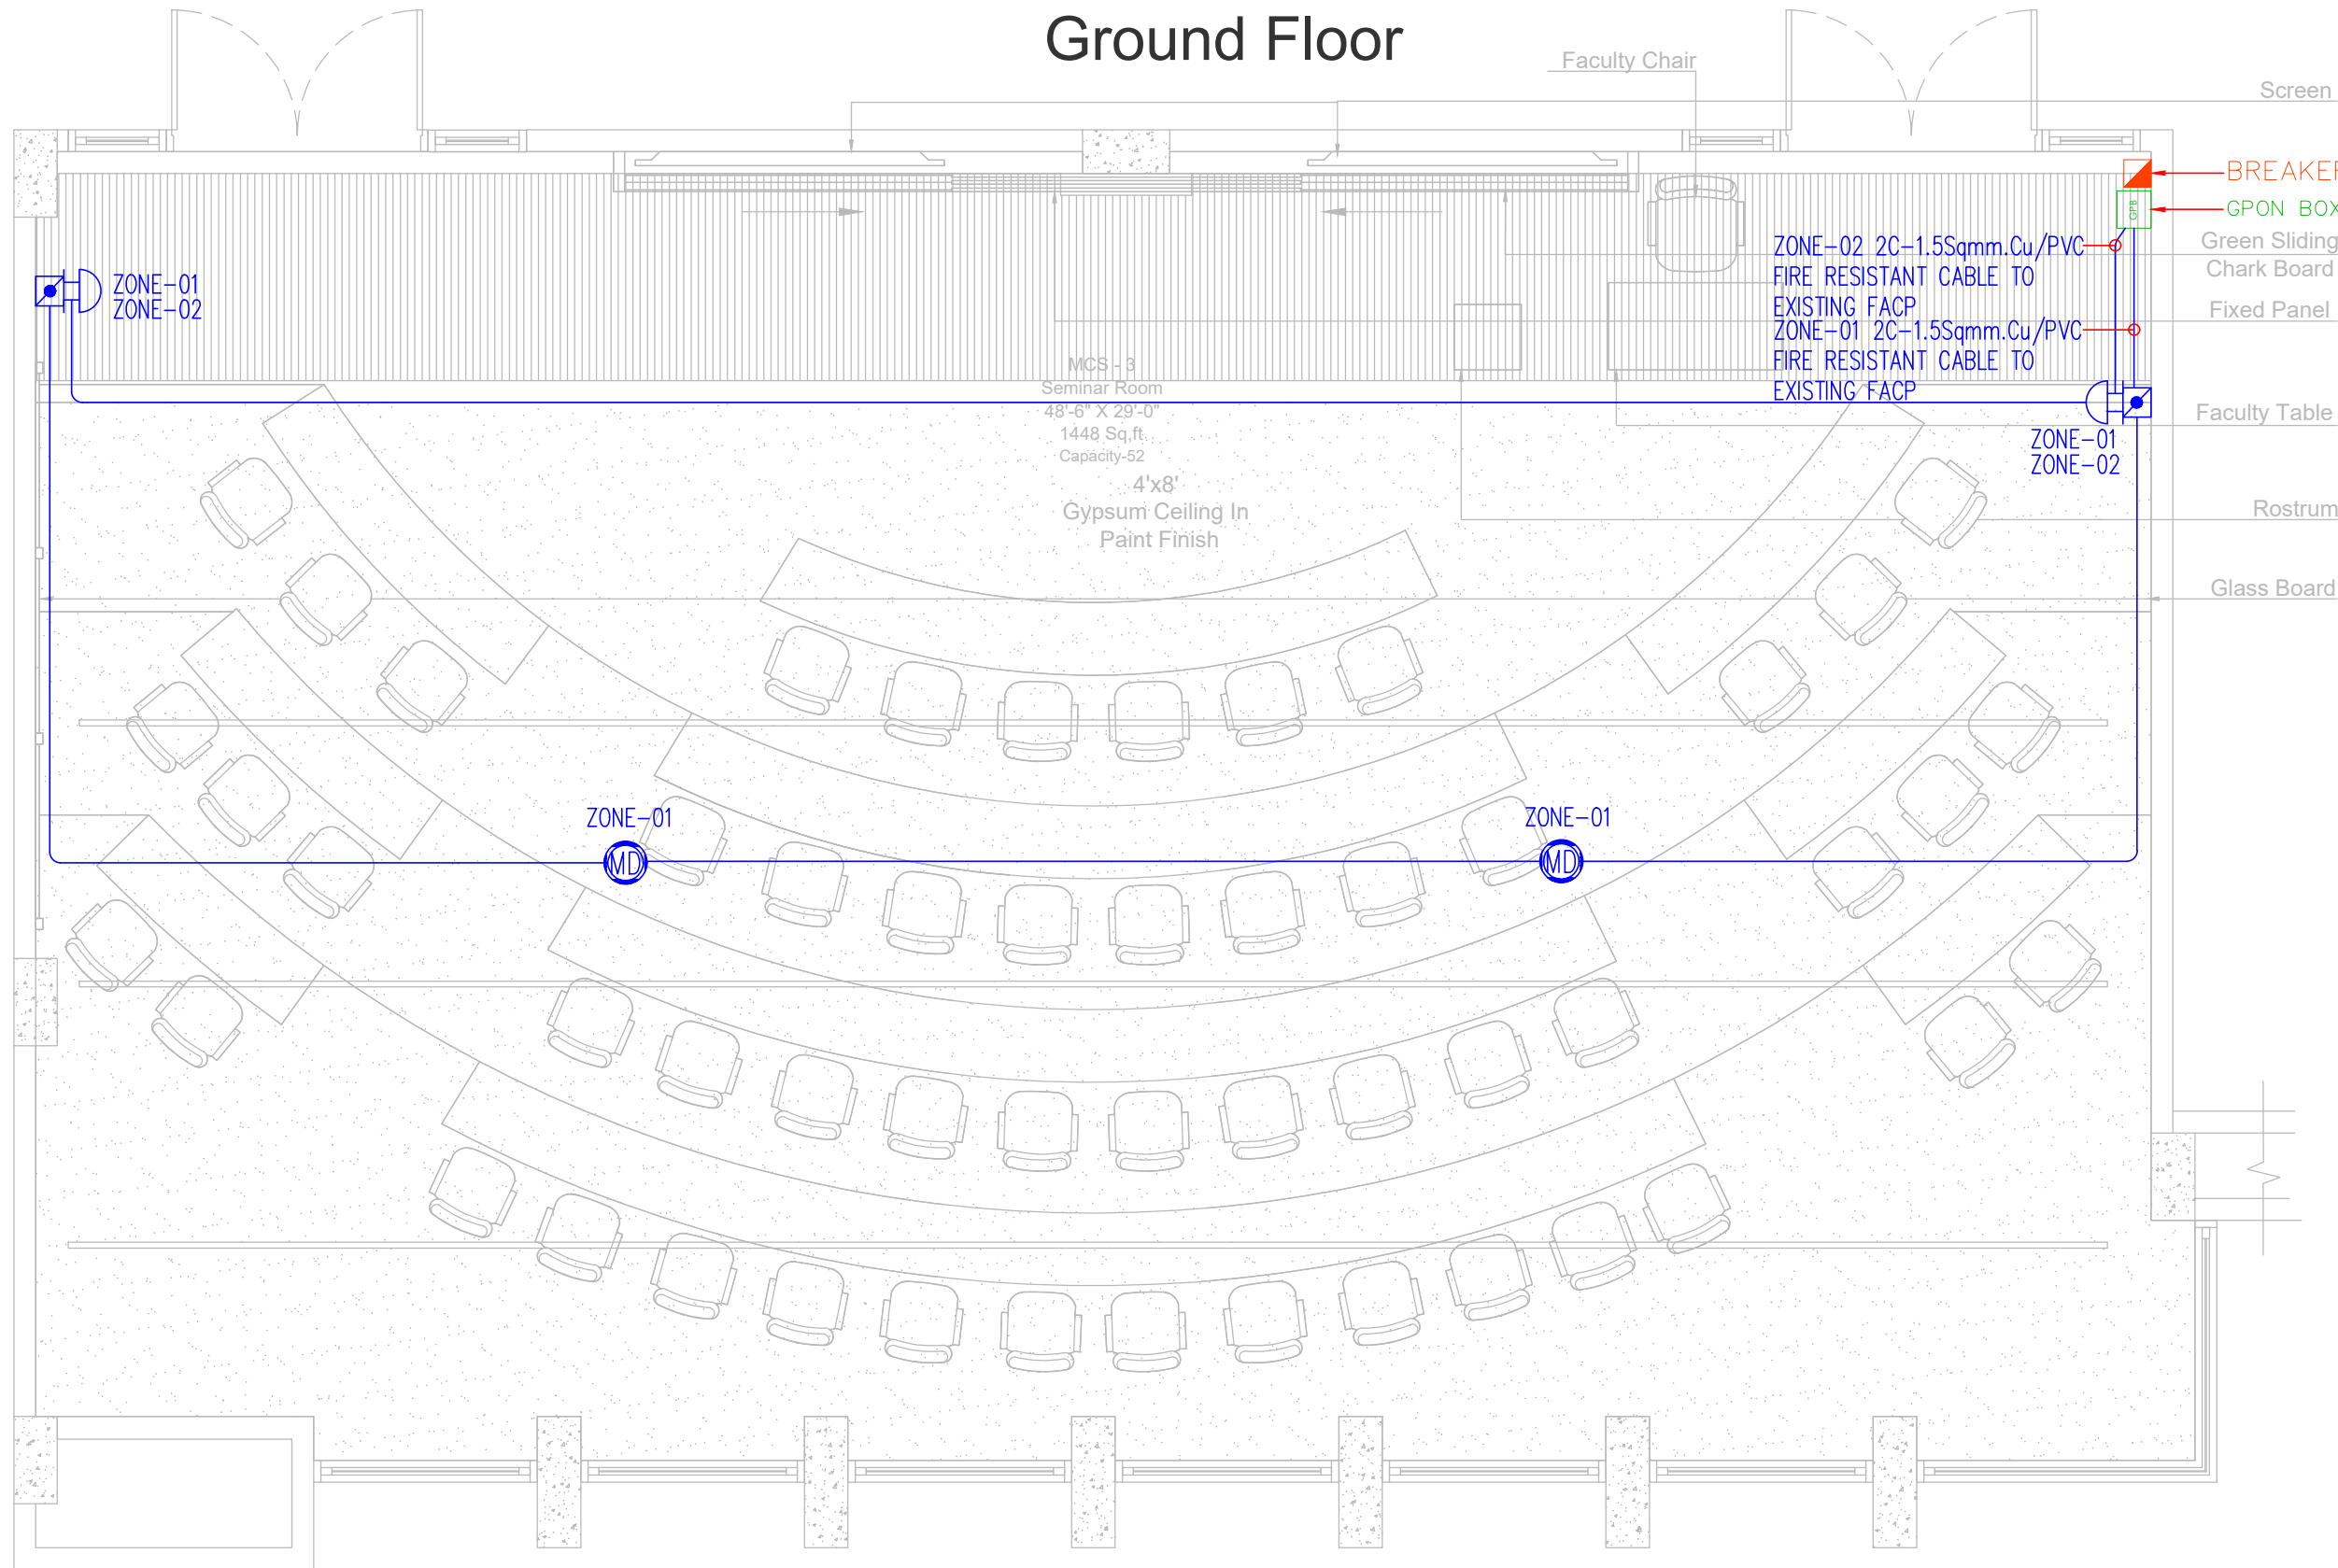 Ground Floor
Faculty Chair
Screen
BREAKER
GPB
GPON BOX
ZONE-02 2C-1.5Sqmm.Cu/PVC
FIRE RESISTANT CABLE TO
EXISTING FACP
ZONE-01 2C-1.5Sqmm.Cu/PVC
FIRE RESISTANT CABLE TO
EXISTING FACP
Green Sliding
Chark Board
Fixed Panel
ZONE-01
ZONE-02
MCS - 3
Seminar Room
48'-6" X 29'-0"
1448 Sq,ft
Capacity-52
4'x8'
Gypsum Ceiling In
Paint Finish
Faculty Table
ZONE-01
ZONE-02
Rostrum
Glass Board
ZONE-01
MD
ZONE-01
MD